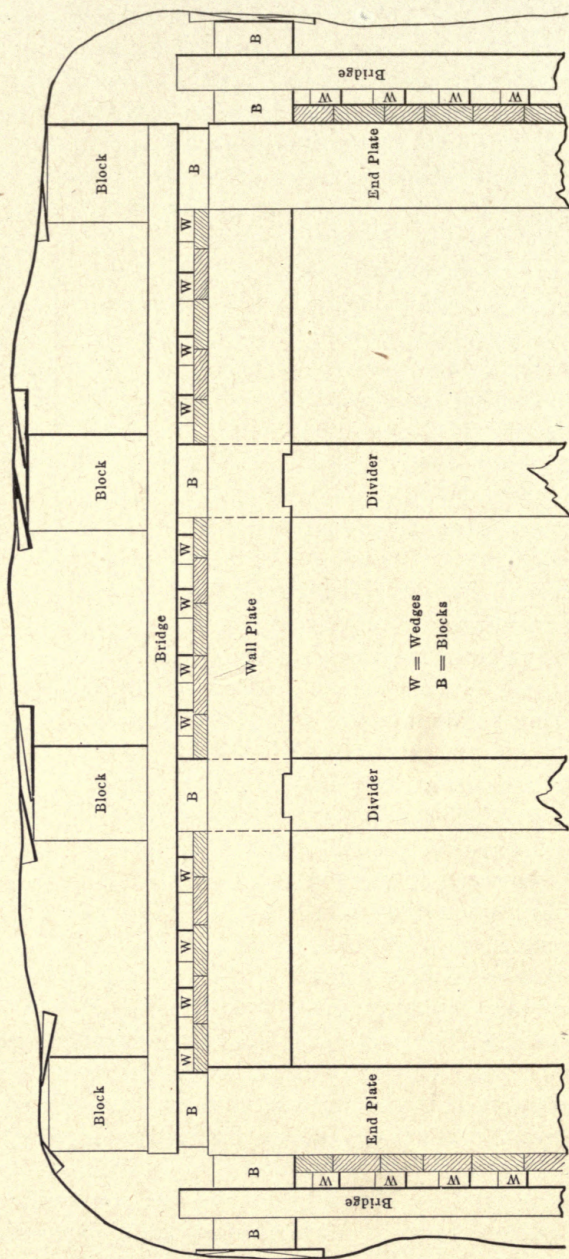 Block Block Block Block
Bridge
B W W W W B W W W W B W W W W B
B B Wall Plate B B
Bridge End Plate Divider Divider End Plate Bridge
W = Wedges
B = Blocks
W W
W W
W W
W W